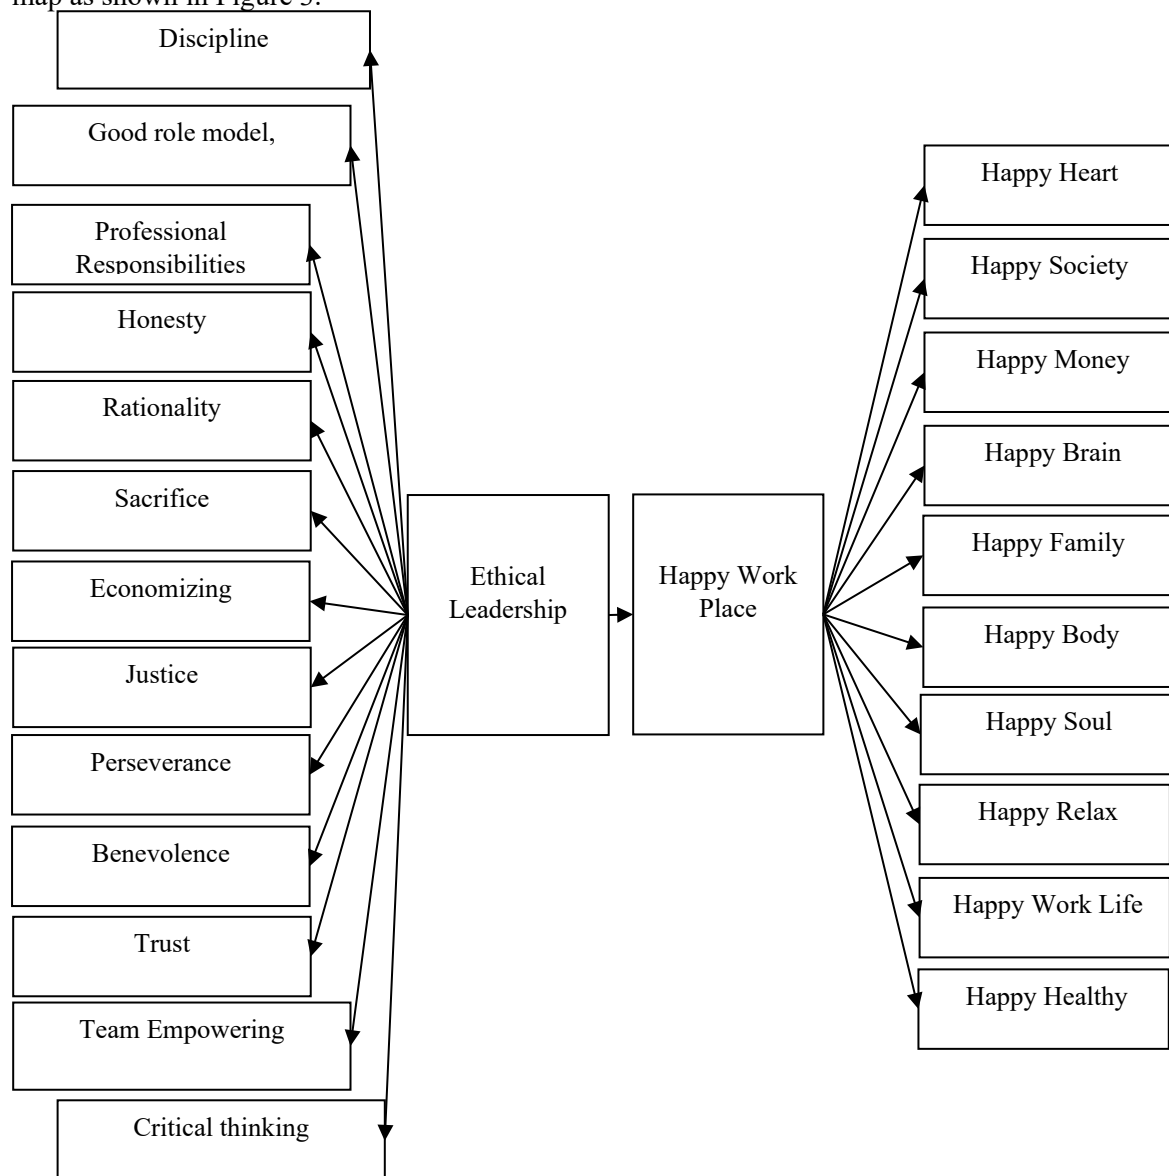 map as shown in Figure 3.
Discipline
Good role model,
Professional
Responsibilities
Honesty
Rationality
Sacrifice
Economizing
Justice
Perseverance
Benevolence
Trust
Team Empowering
Critical thinking
Ethical
Leadership
Happy Work
Place
Happy Heart
Happy Society
Happy Money
Happy Brain
Happy Family
Happy Body
Happy Soul
Happy Relax
Happy Work Life
Happy Healthy